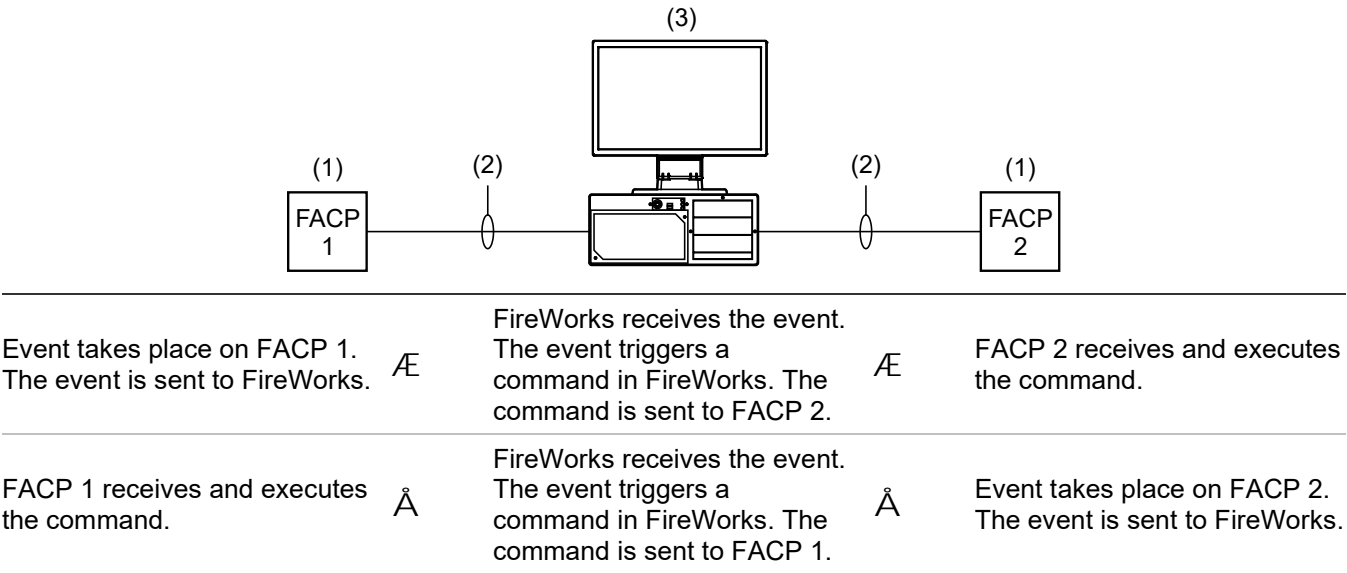 (3)
(1)
(2)
(2)
(1)
FACP
1
FACP
2
Event takes place on FACP 1.
The event is sent to FireWorks.
Æ
FireWorks receives the event.
The event triggers a
command in FireWorks. The
command is sent to FACP 2.
Æ
FACP 2 receives and executes
the command.
FACP 1 receives and executes
the command.
Å
FireWorks receives the event.
The event triggers a
command in FireWorks. The
command is sent to FACP 1.
Å
Event takes place on FACP 2.
The event is sent to FireWorks.